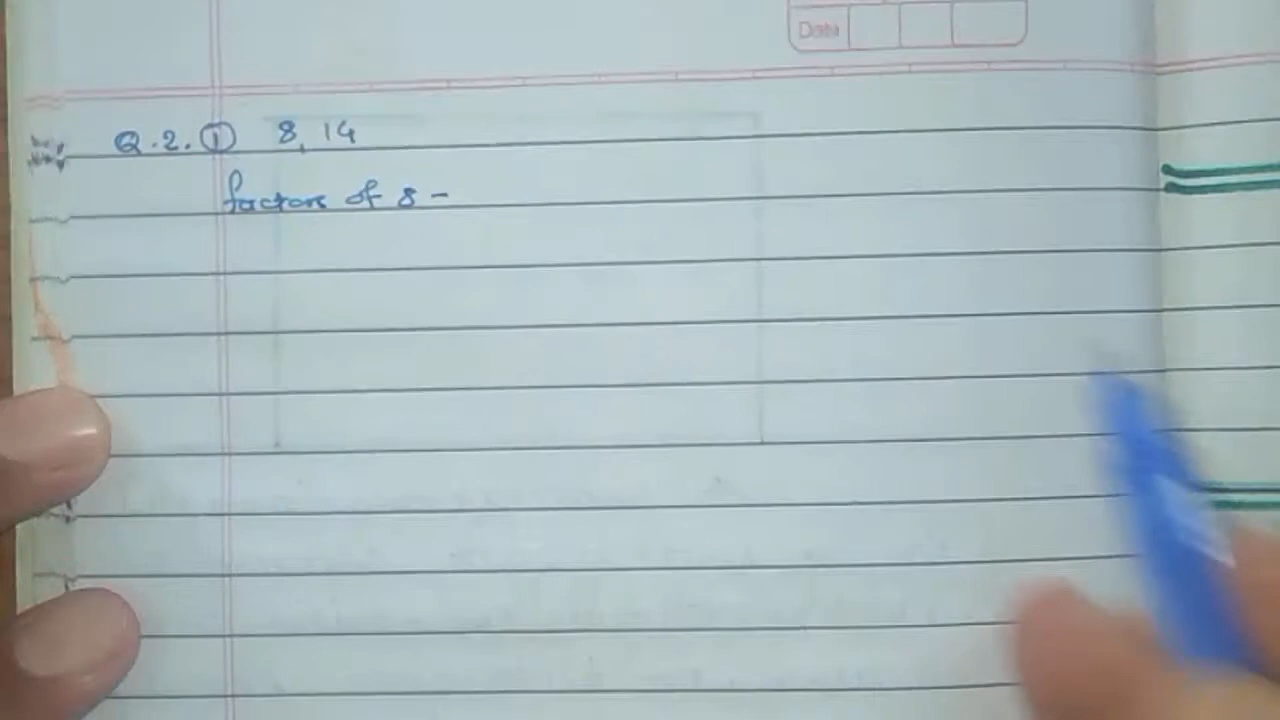 Date
Q.2. ① 8, 14
factors of 8 -